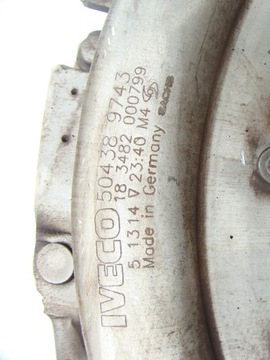 IVECO 50438 9743
18 3482 000799
5 1314 ∇ 23:40 M4
Made in Germany
SACHS